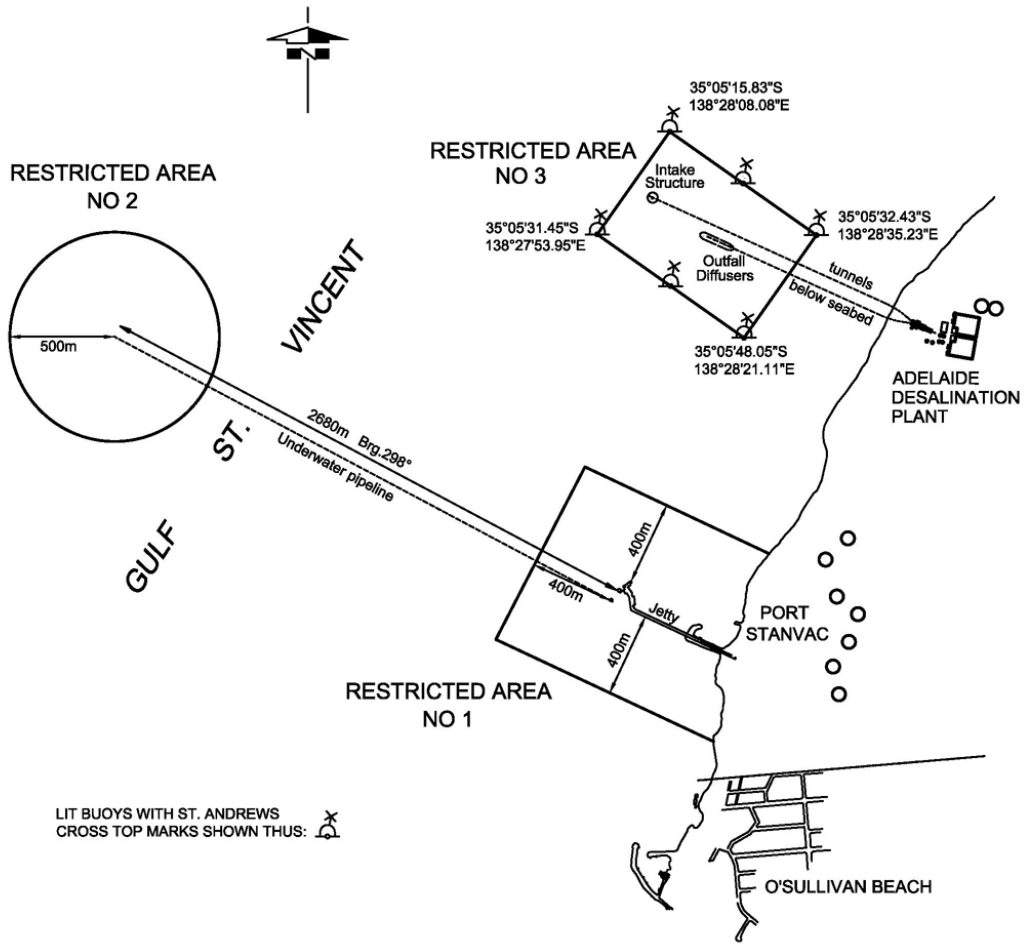 N
35°05'15.83"S
138°28'08.08"E
RESTRICTED AREA
NO 3
Intake
Structure
RESTRICTED AREA
NO 2
35°05'31.45"S
138°27'53.95"E
35°05'32.43"S
138°28'35.23"E
Outfall
Diffusers
tunnels
below seabed
500m
35°05'48.05"S
138°28'21.11"E
ADELAIDE
DESALINATION
PLANT
GULF ST. VINCENT
2680m Brg.298°
Underwater pipeline
400m
400m
400m
Jetty
PORT
STANVAC
RESTRICTED AREA
NO 1
LIT BUOYS WITH ST. ANDREWS
CROSS TOP MARKS SHOWN THUS:
O'SULLIVAN BEACH